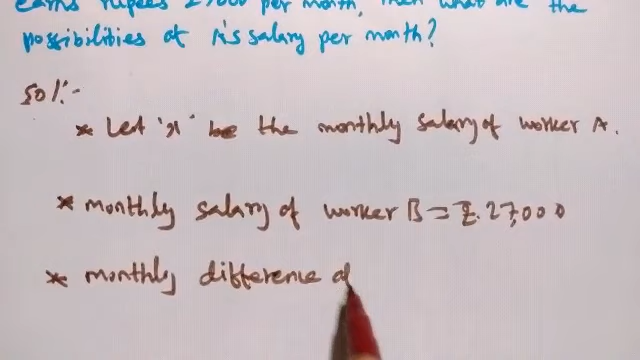 earns rupees 27000 per month, then what are the
possibilities of A's salary per month?
Sol:-
* Let 'x' be the monthly salary of worker A.
* monthly salary of worker B = ₹.27,000
* monthly difference of